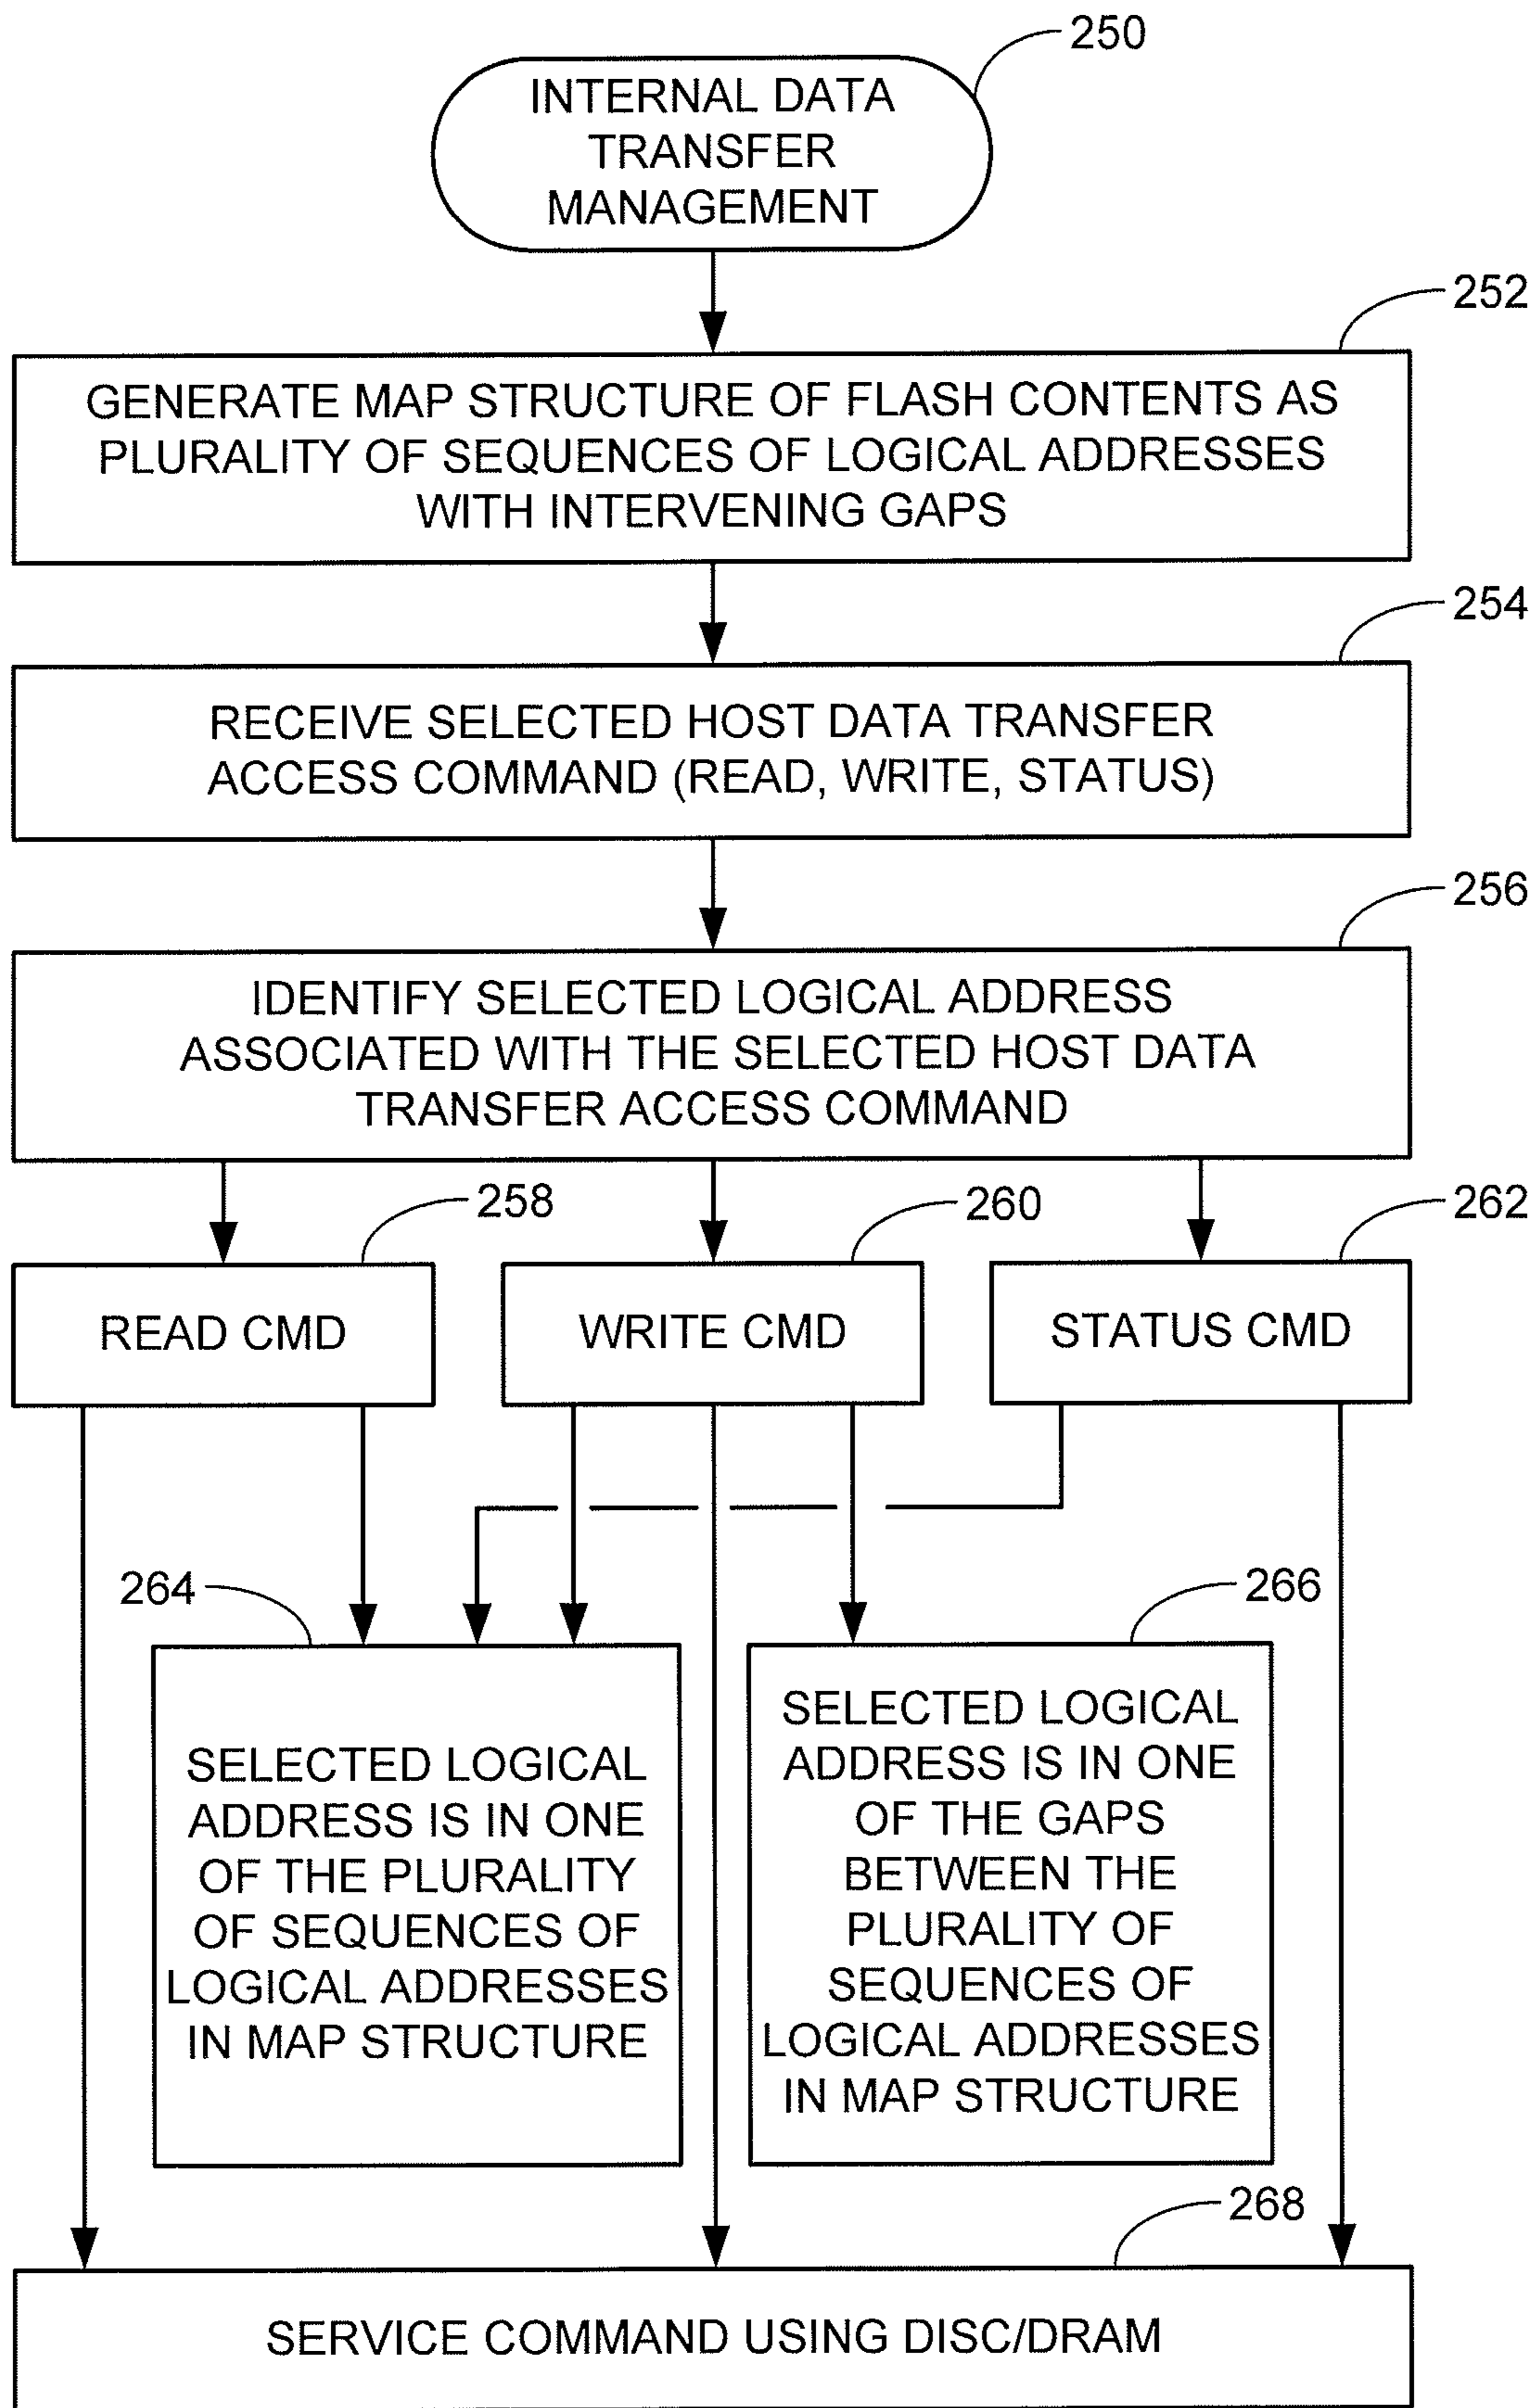 250
INTERNAL DATA
TRANSFER
MANAGEMENT
252
GENERATE MAP STRUCTURE OF FLASH CONTENTS AS
PLURALITY OF SEQUENCES OF LOGICAL ADDRESSES
WITH INTERVENING GAPS
254
RECEIVE SELECTED HOST DATA TRANSFER
ACCESS COMMAND (READ, WRITE, STATUS)
256
IDENTIFY SELECTED LOGICAL ADDRESS
ASSOCIATED WITH THE SELECTED HOST DATA
TRANSFER ACCESS COMMAND
258
READ CMD
260
WRITE CMD
262
STATUS CMD
264
SELECTED LOGICAL
ADDRESS IS IN ONE
OF THE PLURALITY
OF SEQUENCES OF
LOGICAL ADDRESSES
IN MAP STRUCTURE
266
SELECTED LOGICAL
ADDRESS IS IN ONE
OF THE GAPS
BETWEEN THE
PLURALITY OF
SEQUENCES OF
LOGICAL ADDRESSES
IN MAP STRUCTURE
268
SERVICE COMMAND USING DISC/DRAM